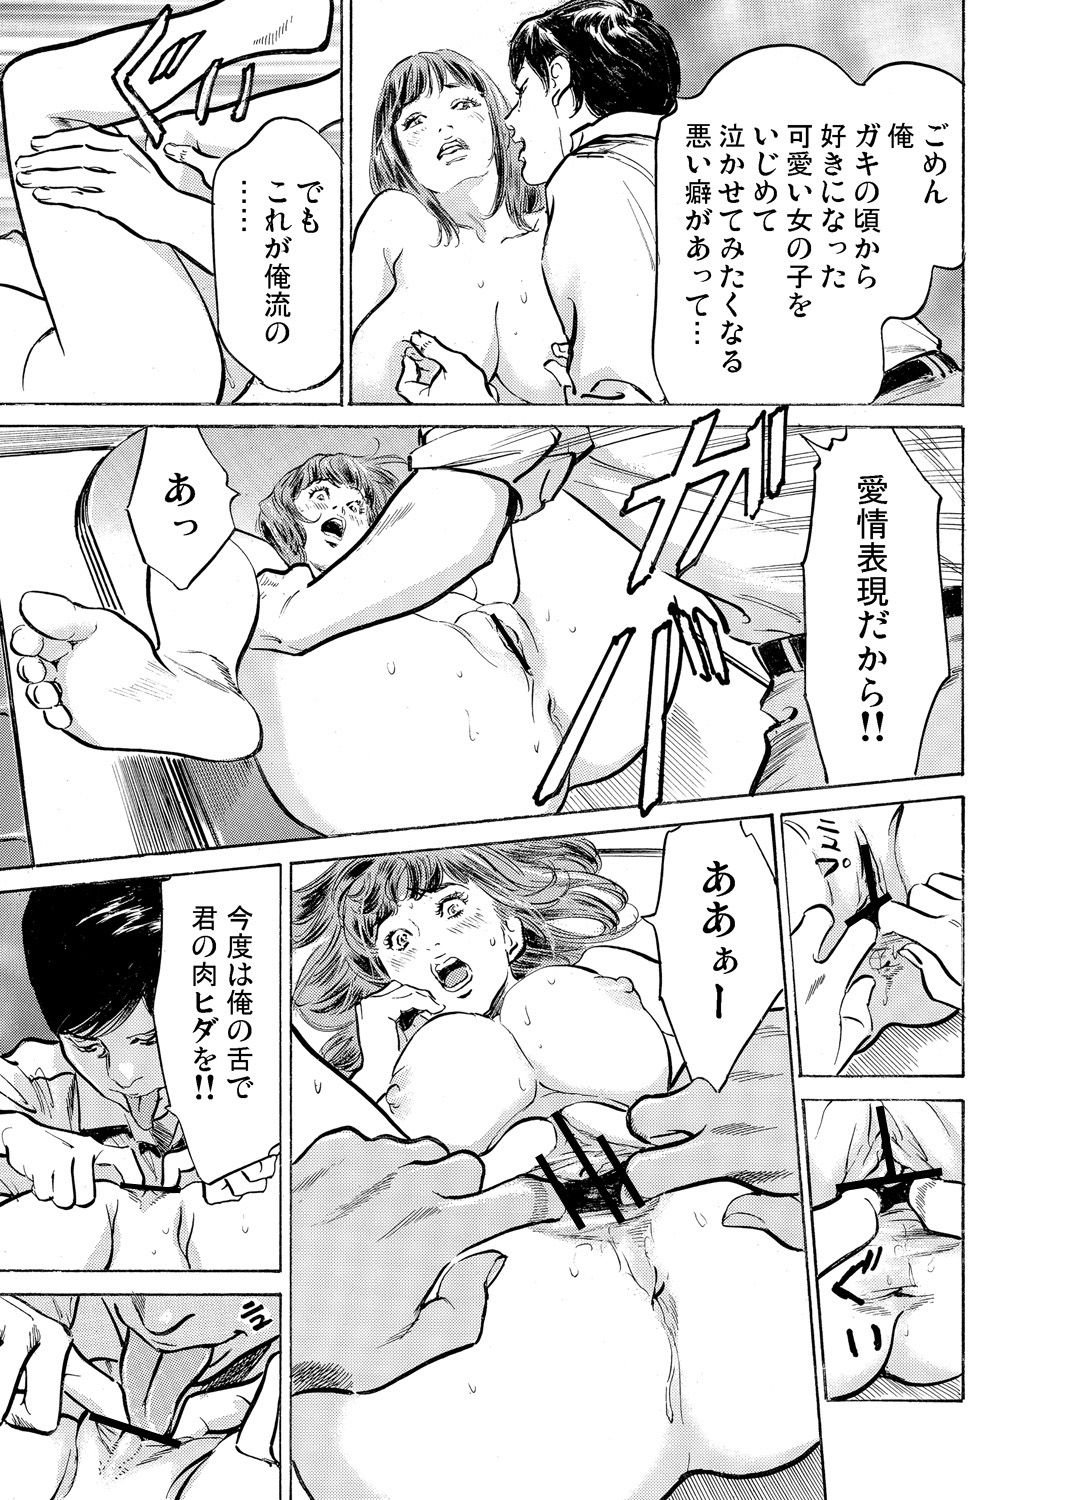 ごめん
俺
ガキの頃から
好きになった
可愛い女の子を
いじめて
泣かせてみたくなる
悪い癖があって…
でも
これが俺流の
……
愛情表現だから!!
ガ
バ
あっ
ああぁー
ぐ
い
今度は俺の舌で
君の肉ヒダを!!